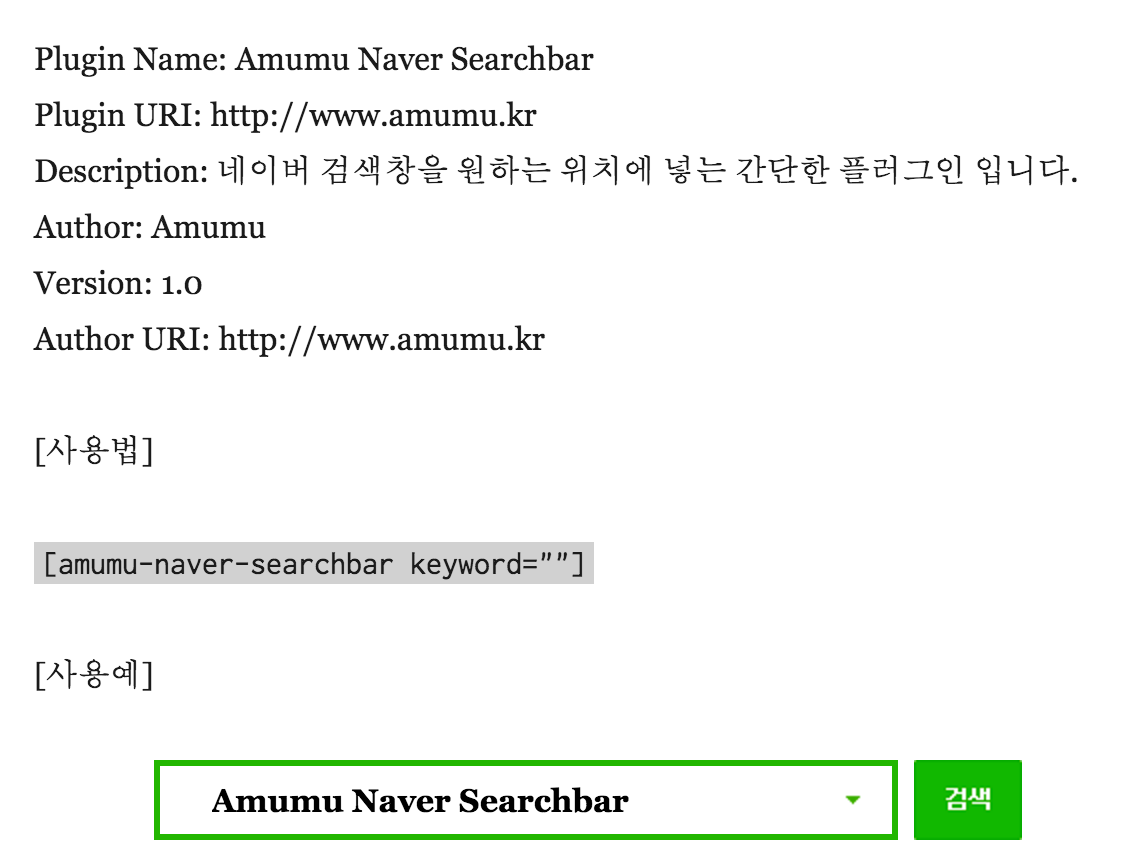 Plugin Name: Amumu Naver Searchbar
Plugin URI: http://www.amumu.kr
Description: 네이버 검색창을 원하는 위치에 넣는 간단한 플러그인 입니다.
Author: Amumu
Version: 1.0
Author URI: http://www.amumu.kr
[사용법]
[amumu-naver-searchbar keyword=""]
[사용예]
Amumu Naver Searchbar 검색